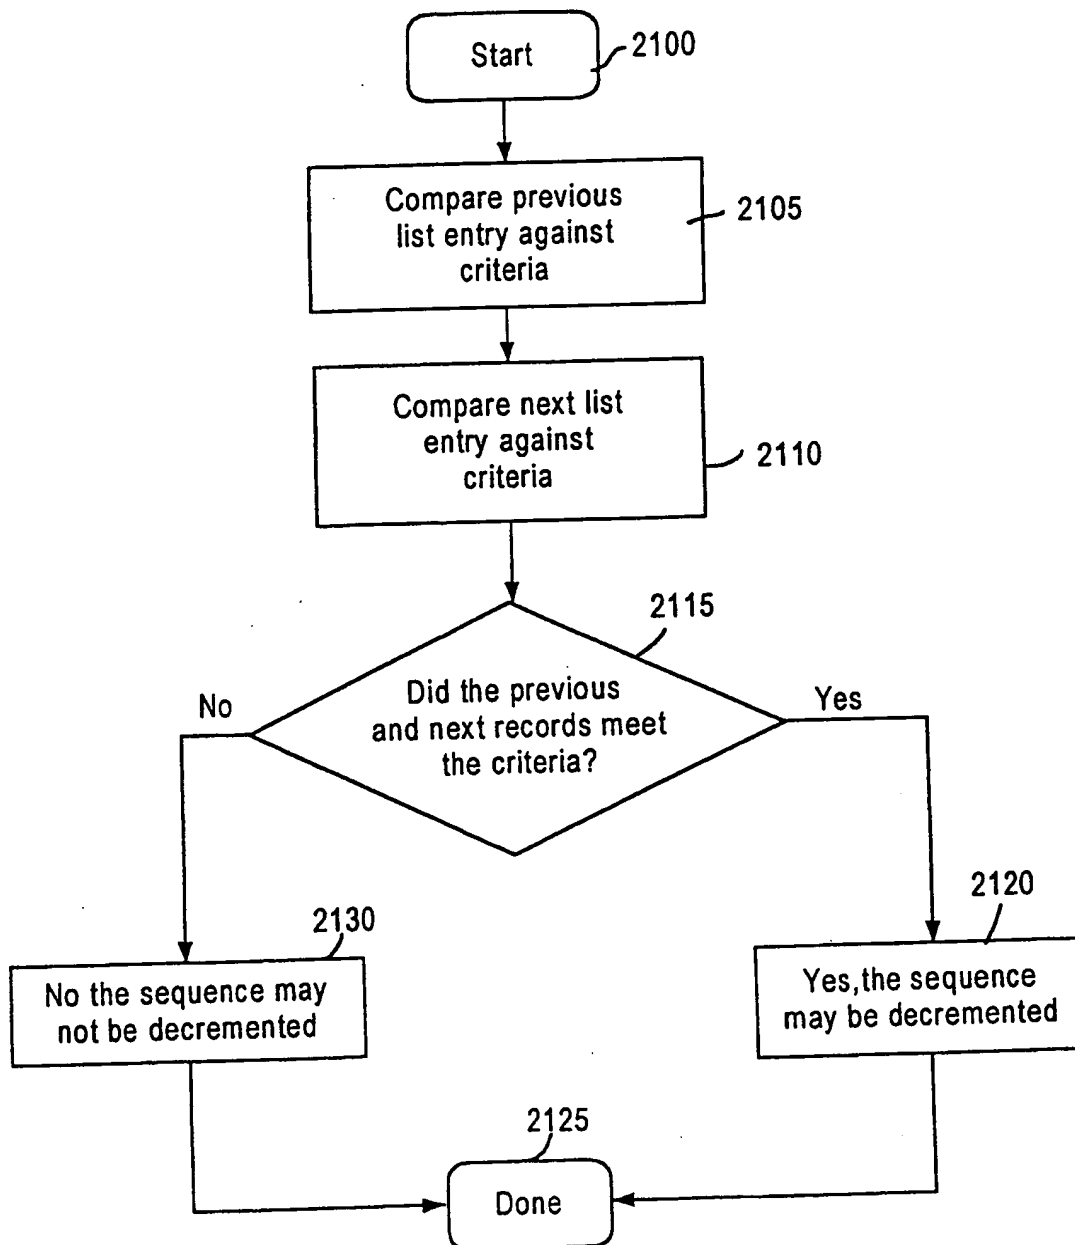 Start
2100
Compare previous
list entry against
criteria
2105
Compare next list
entry against
criteria
2110
2115
Did the previous
and next records meet
the criteria?
No
Yes
2130
No the sequence may
not be decremented
2120
Yes,the sequence
may be decremented
2125
Done